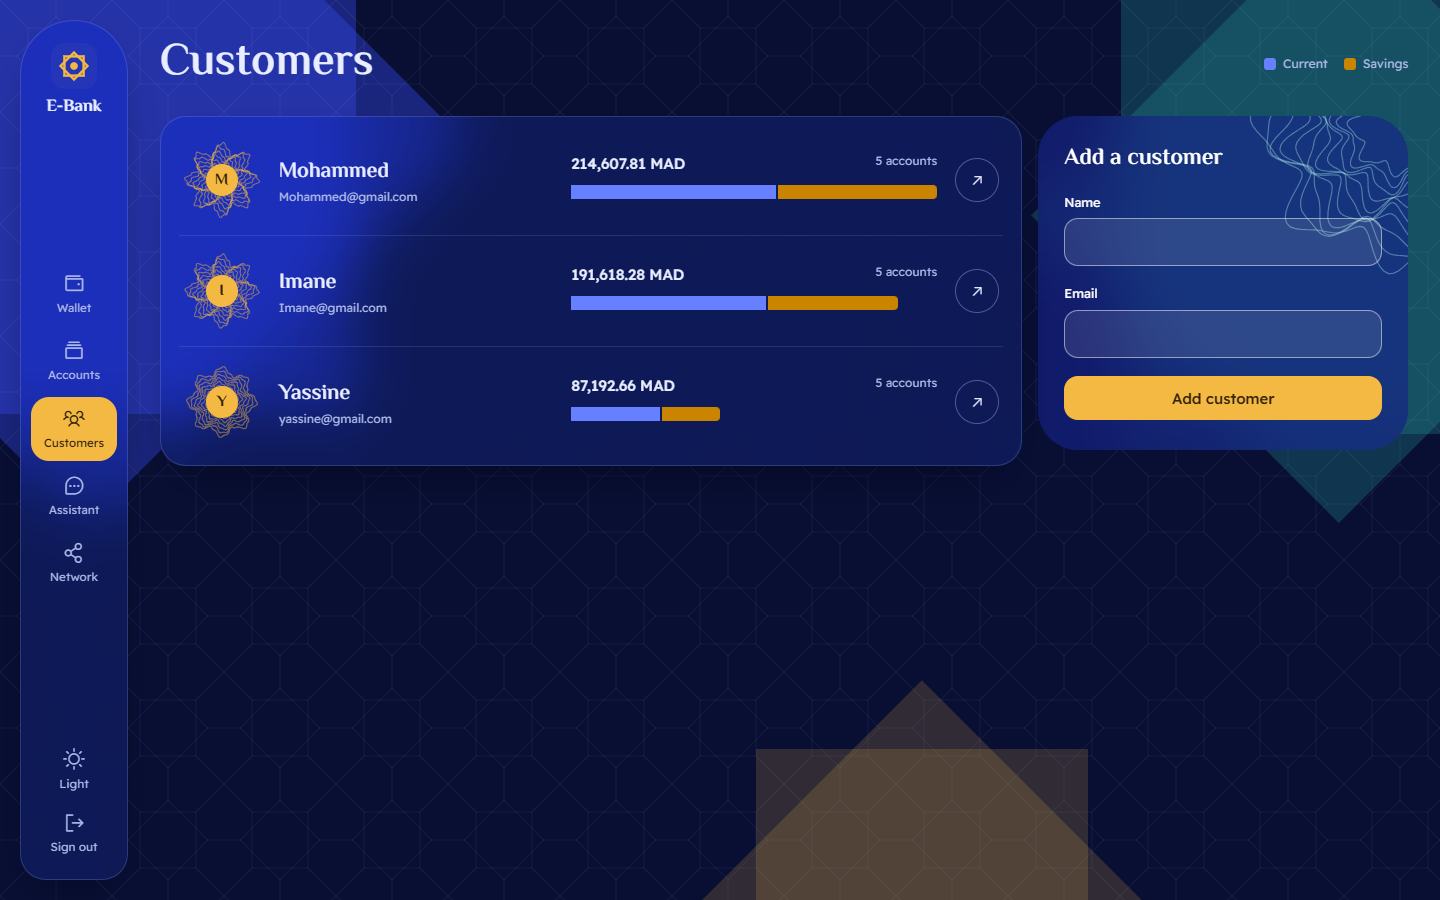 E-Bank
Wallet
Accounts
Customers
Assistant
Network
Light
Sign out
Customers
Current
Savings
M
Mohammed
Mohammed@gmail.com
214,607.81 MAD
5 accounts
I
Imane
Imane@gmail.com
191,618.28 MAD
5 accounts
Y
Yassine
yassine@gmail.com
87,192.66 MAD
5 accounts
Add a customer
Name
Email
Add customer